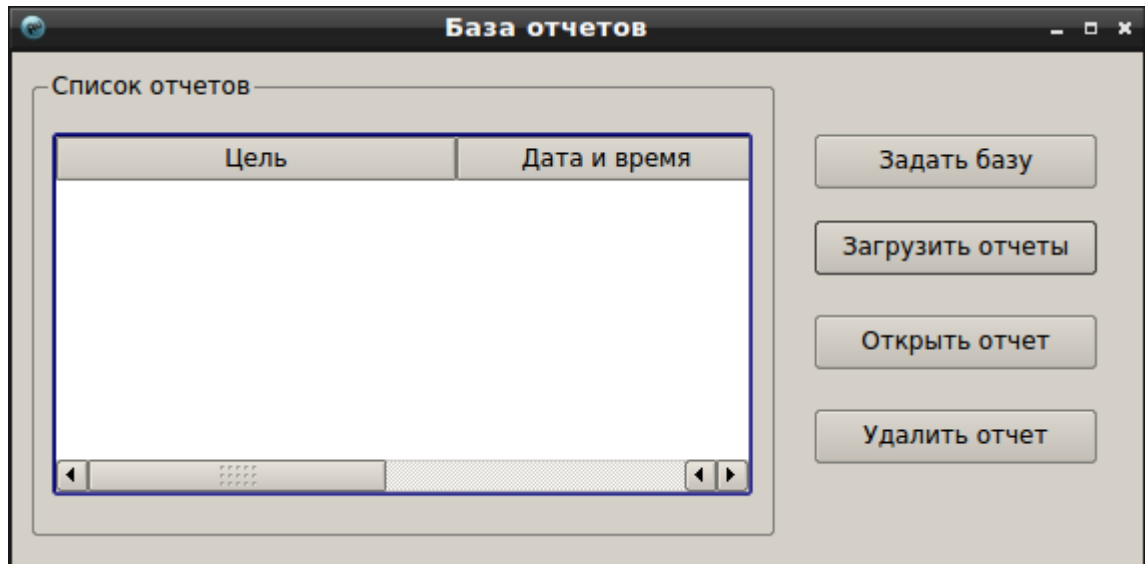 База отчетов
Список отчетов
Цель
Дата и время
Задать базу
Загрузить отчеты
Открыть отчет
Удалить отчет